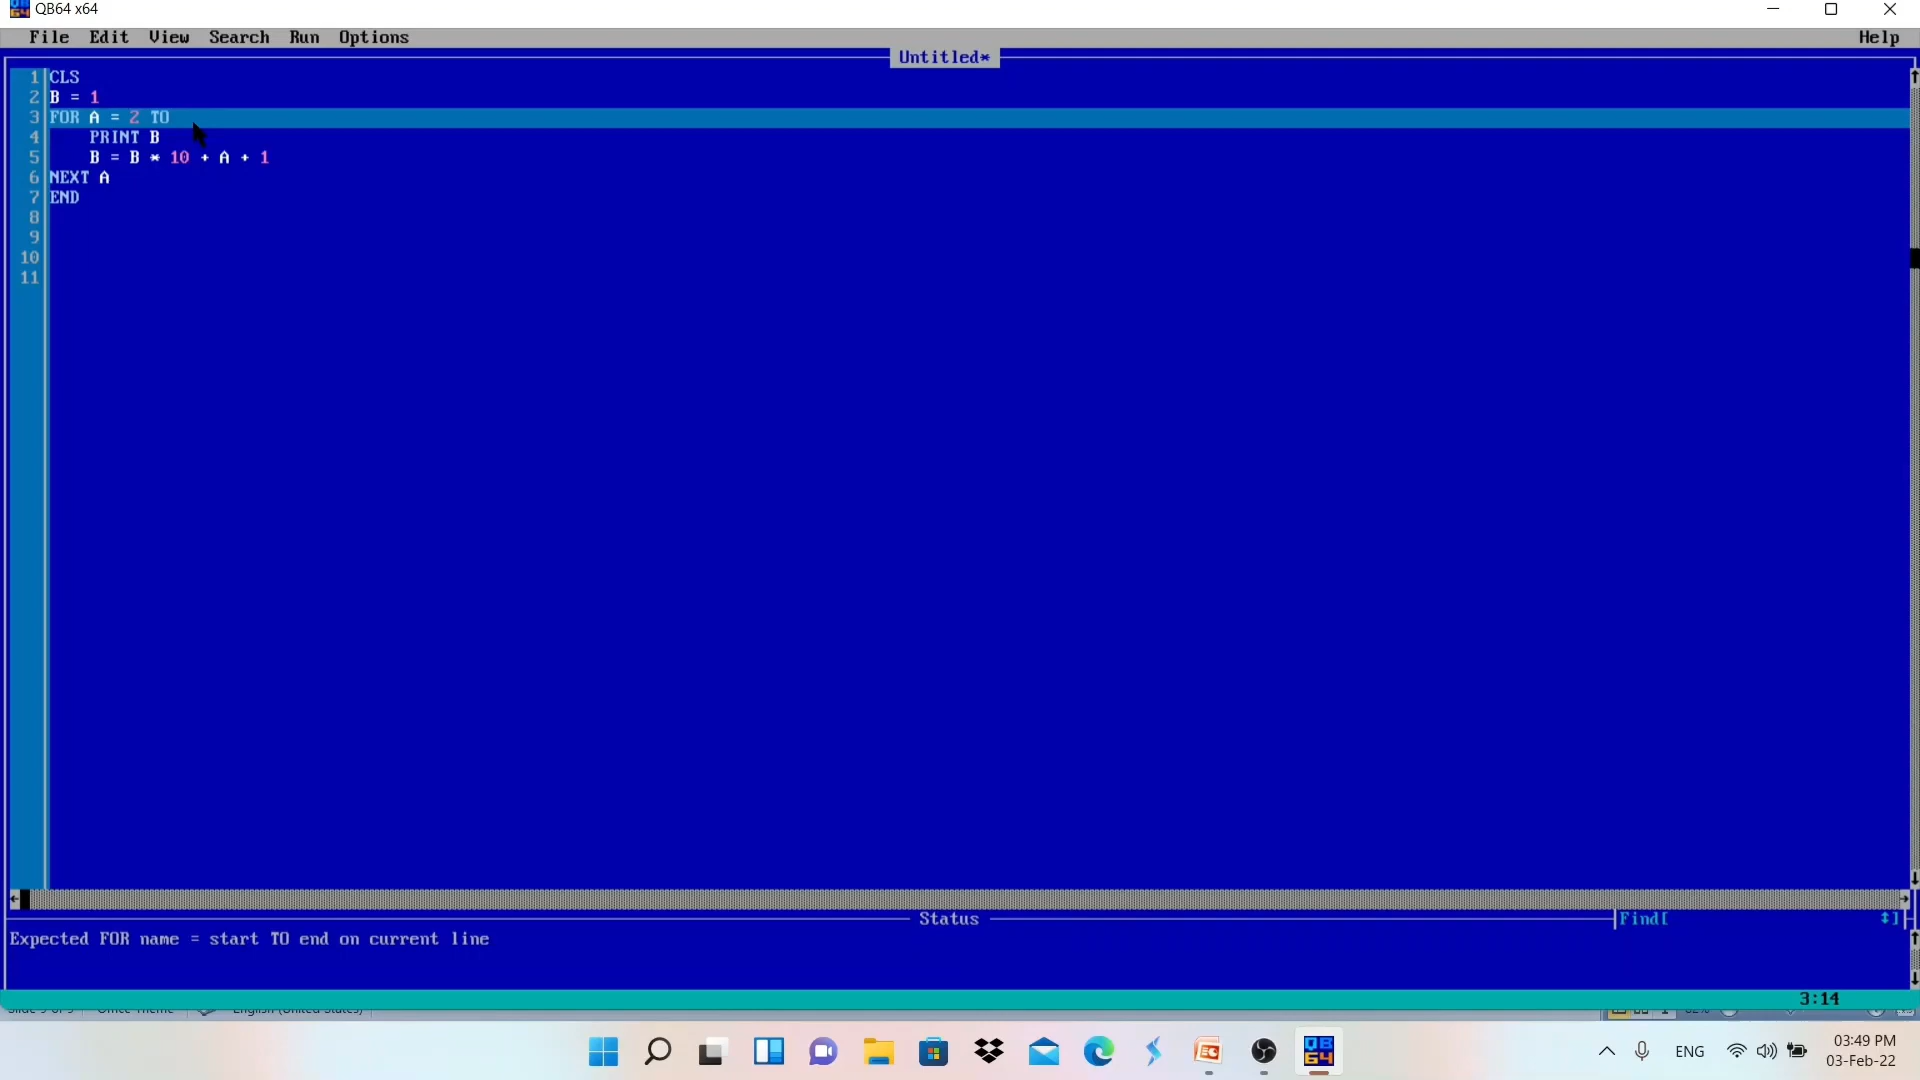 QB64 x64
File Edit View Search Run Options Help
Untitled*
1 CLS
2 B = 1
3 FOR A = 2 TO
4 PRINT B
5 B = B * 10 + A + 1
6 NEXT A
7 END
8
9
10
11
Status
Find[
]
Expected FOR name = start TO end on current line
3:14
ENG
03:49 PM
03-Feb-22